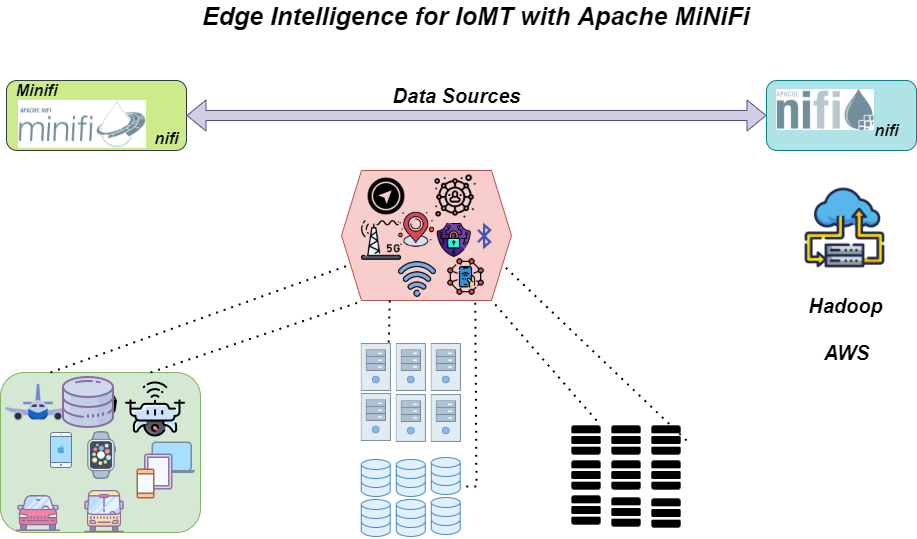 Edge Intelligence for IoMT with Apache MiNiFi
Minifi
APACHE NIFI
minifi
nifi
Data Sources
APACHE
nifi
nifi
5G
Hadoop
AWS